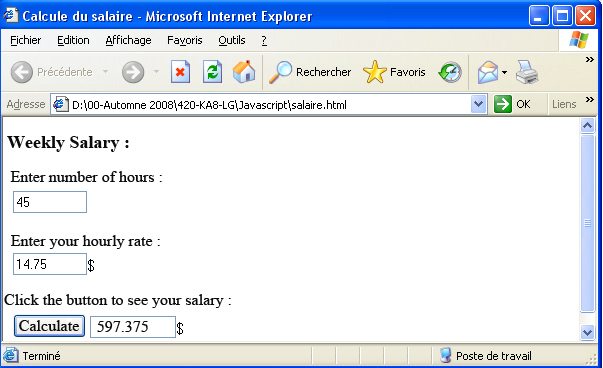 Calcule du salaire - Microsoft Internet Explorer
Fichier Edition Affichage Favoris Outils ?
Précédente Rechercher Favoris »
Adresse D:\00-Automne 2008\420-KA8-LG\Javascript\salaire.html OK Liens »
Weekly Salary :
Enter number of hours :
45
Enter your hourly rate :
14.75 $
Click the button to see your salary :
Calculate 597.375 $
Terminé Poste de travail